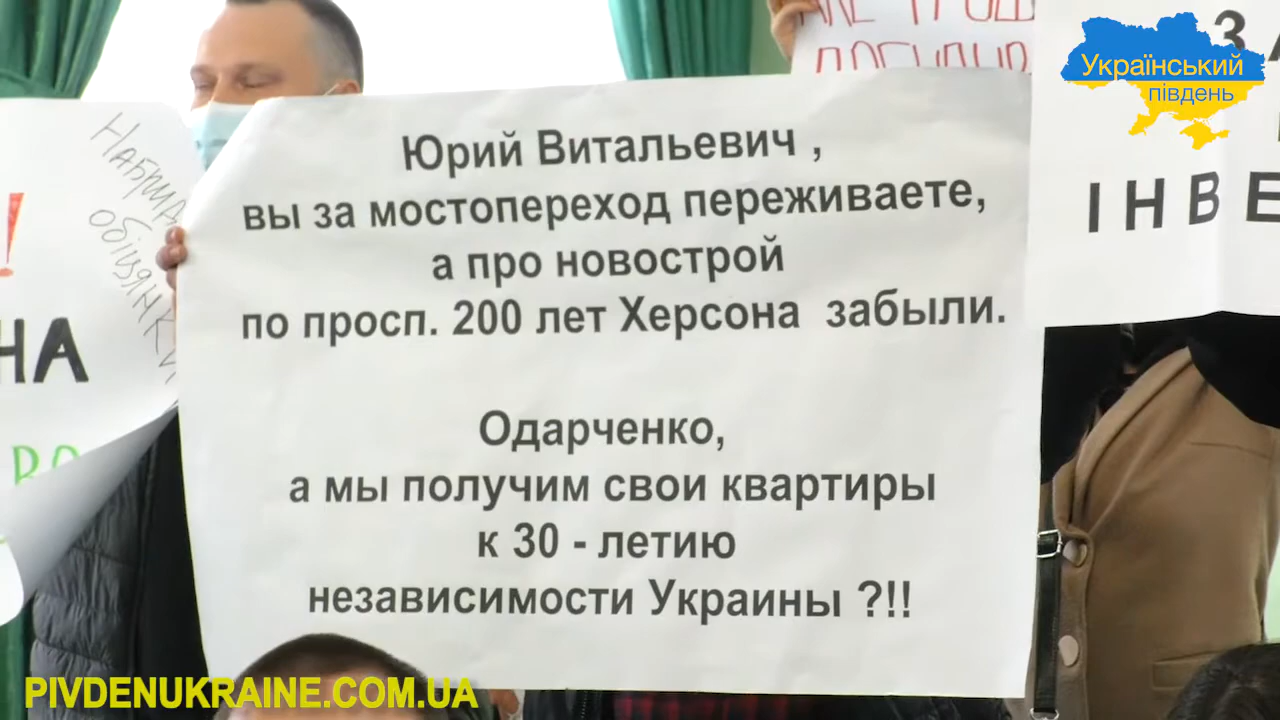 Український
південь
обіцянки
НА
ІНВЕ
Юрий Витальевич ,
вы за мостопереход переживаете,
а про новострой
по просп. 200 лет Херсона забыли.
Одарченко,
а мы получим свои квартиры
к 30 - летию
независимости Украины ?!!
PIVDENUKRAINE.COM.UA